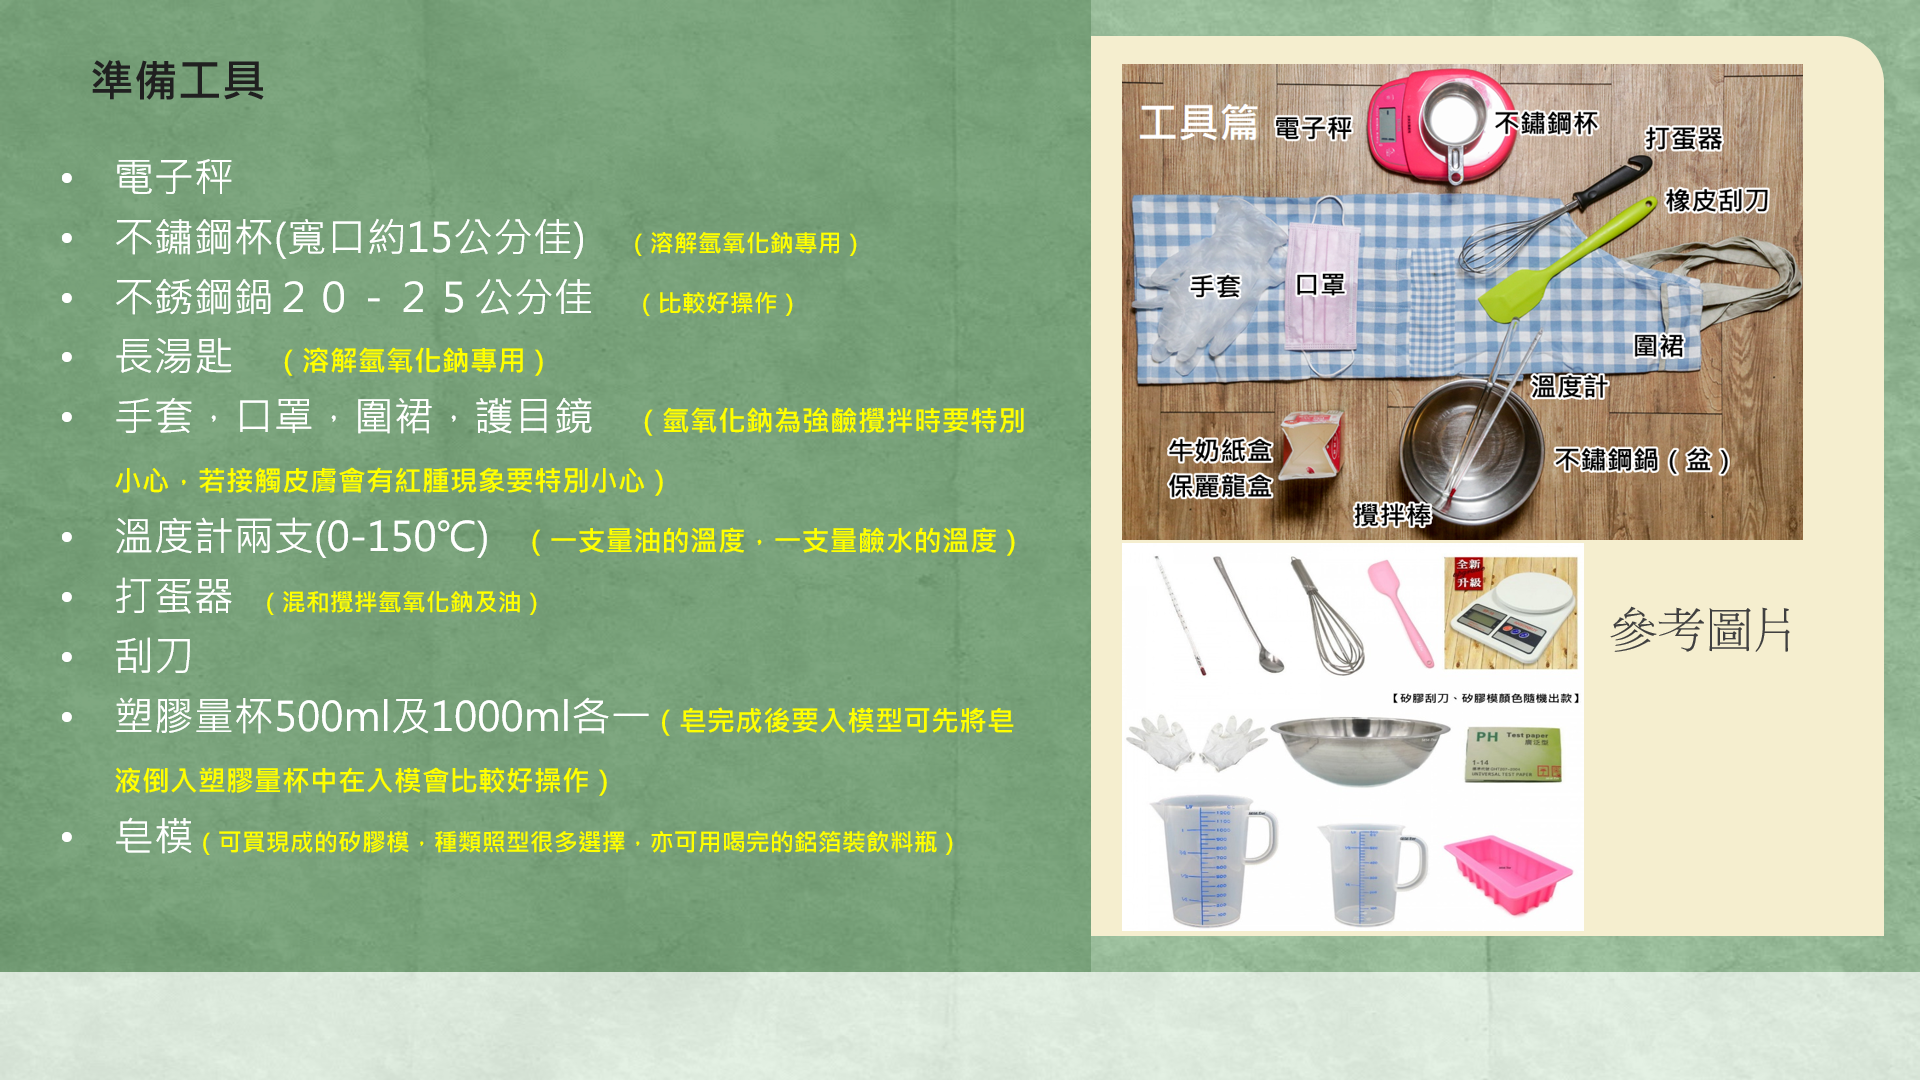 準備工具
• 電子秤
• 不鏽鋼杯(寬口約15公分佳) （溶解氫氧化鈉專用）
• 不銹鋼鍋２０－２５公分佳 （比較好操作）
• 長湯匙 （溶解氫氧化鈉專用）
• 手套，口罩，圍裙，護目鏡 （氫氧化鈉為強鹼攪拌時要特別
小心，若接觸皮膚會有紅腫現象要特別小心）
• 溫度計兩支(0-150℃) （一支量油的溫度，一支量鹼水的溫度）
• 打蛋器 （混和攪拌氫氧化鈉及油）
• 刮刀
• 塑膠量杯500ml及1000ml各一（皂完成後要入模型可先將皂
液倒入塑膠量杯中在入模會比較好操作）
• 皂模（可買現成的矽膠模，種類照型很多選擇，亦可用喝完的鋁箔裝飲料瓶）
工具篇
電子秤
不鏽鋼杯
打蛋器
橡皮刮刀
手套
口罩
圍裙
溫度計
牛奶紙盒
保麗龍盒
不鏽鋼鍋（盆）
攪拌棒
全新
升級
參考圖片
【矽膠刮刀、矽膠模顏色隨機出款】
PH Test paper
廣泛型
1-14
UNIVERSAL TEST PAPER